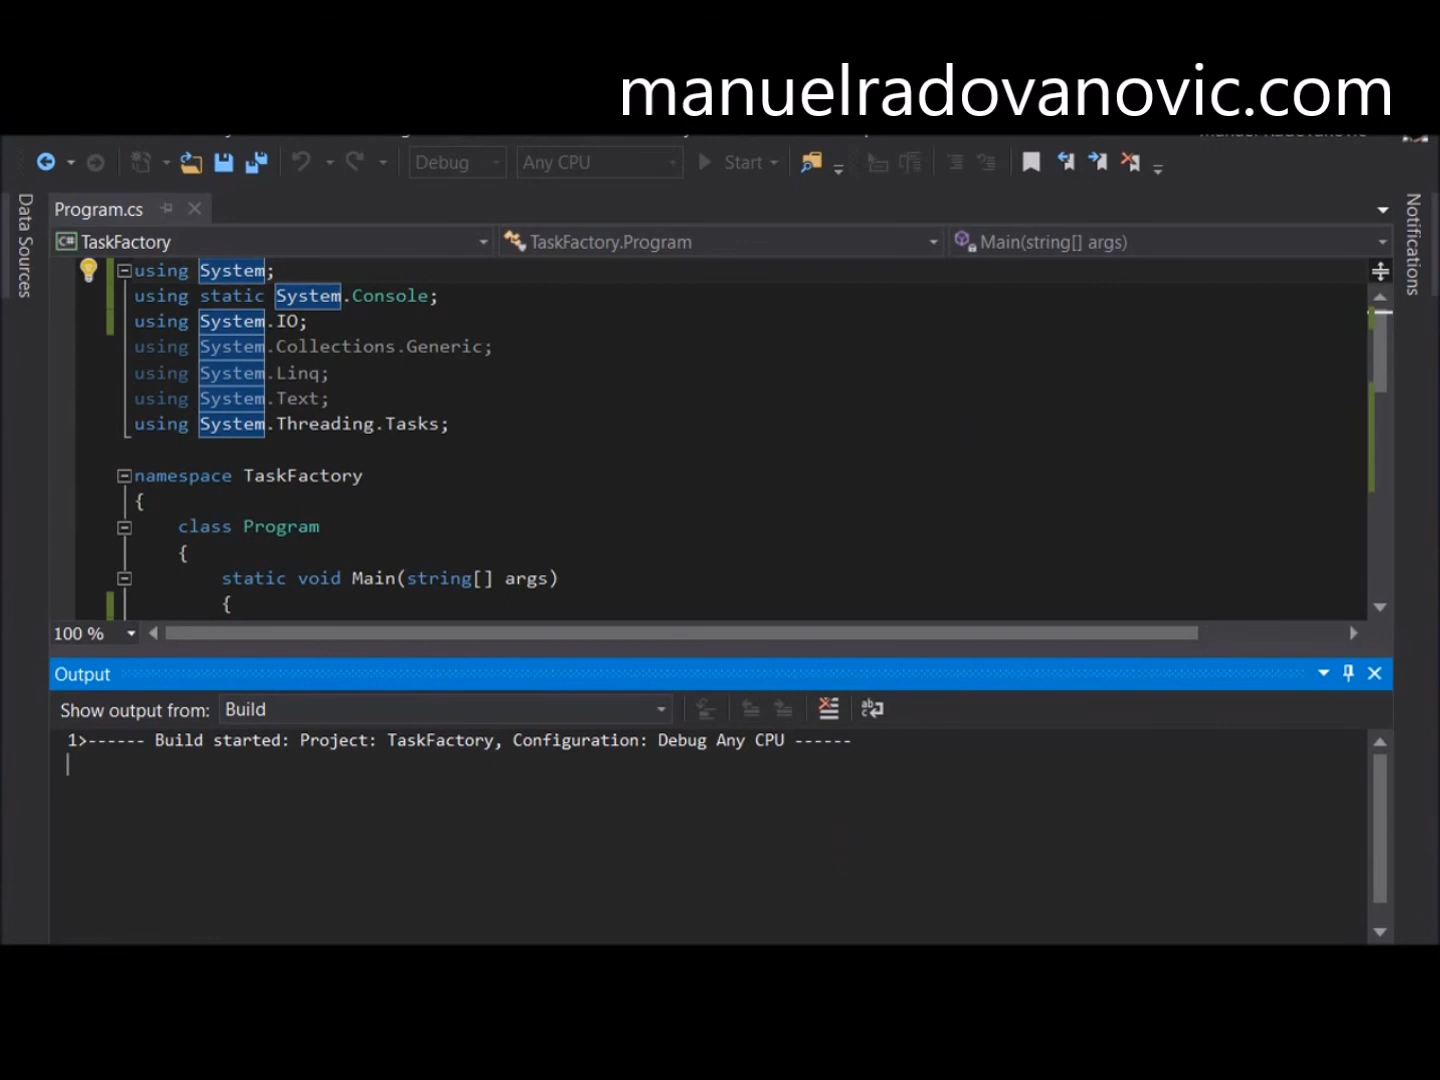 manuelradovanovic.com
Debug
Any CPU
Start
Data Sources
Notifications
Program.cs
TaskFactory
TaskFactory.Program
Main(string[] args)
using System;
using static System.Console;
using System.IO;
using System.Collections.Generic;
using System.Linq;
using System.Text;
using System.Threading.Tasks;
namespace TaskFactory
{
class Program
{
static void Main(string[] args)
{
100 %
Output
Show output from: Build
1>------ Build started: Project: TaskFactory, Configuration: Debug Any CPU ------